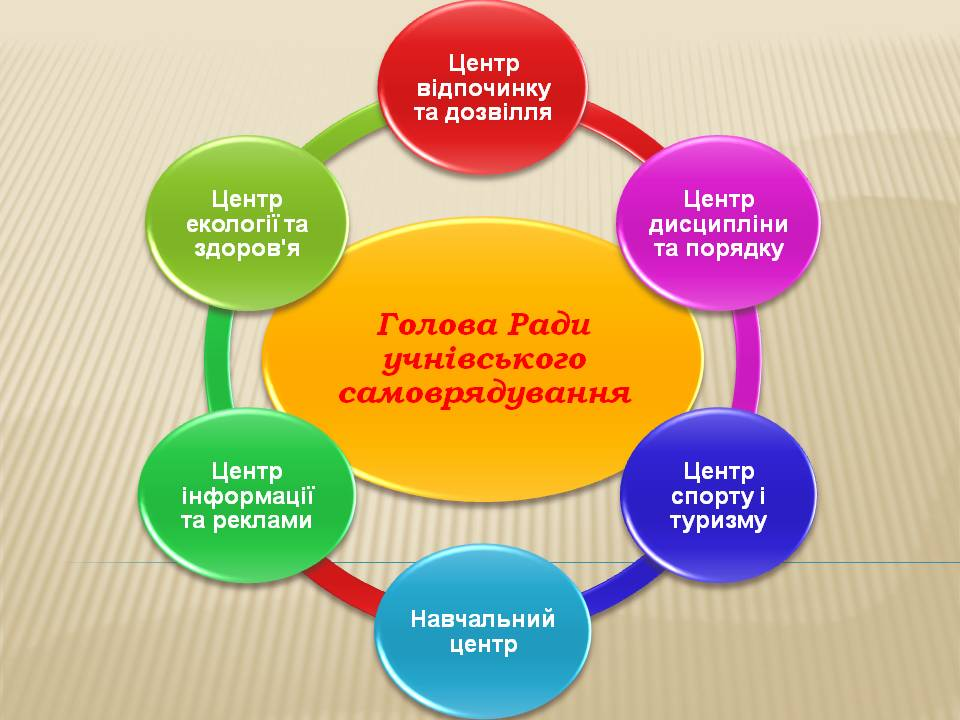 Центр
відпочинку
та дозвілля
Центр
дисципліни
та порядку
Центр
спорту і
туризму
Навчальний
центр
Центр
інформації
та реклами
Центр
екології та
здоров'я
Голова Ради
учнівського
самоврядування